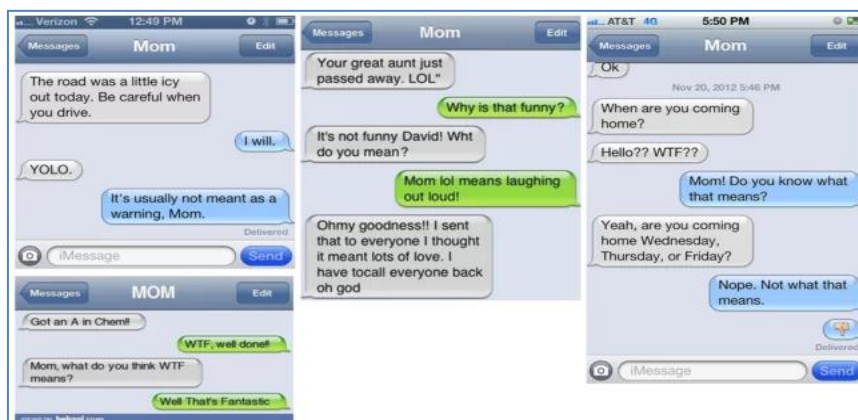 Verizon 12:49 PM
Messages Mom Edit
The road was a little icy
out today. Be careful when
you drive.
I will.
YOLO.
It's usually not meant as a
warning, Mom.
Delivered
iMessage Send
Messages MOM Edit
Got an A in Chem!!
WTF, well done!!
Mom, what do you think WTF
means?
Well That's Fantastic
Messages Mom Edit
Your great aunt just
passed away. LOL"
Why is that funny?
It's not funny David! Wht
do you mean?
Mom lol means laughing
out loud!
Ohmy goodness!! I sent
that to everyone I thought
it meant lots of love. I
have tocall everyone back
oh god
AT&T 4G 5:50 PM
Messages Mom Edit
Ok
Nov 20, 2012 5:46 PM
When are you coming
home?
Hello?? WTF??
Mom! Do you know what
that means?
Yeah, are you coming
home Wednesday,
Thursday, or Friday?
Nope. Not what that
means.
Delivered
iMessage Send